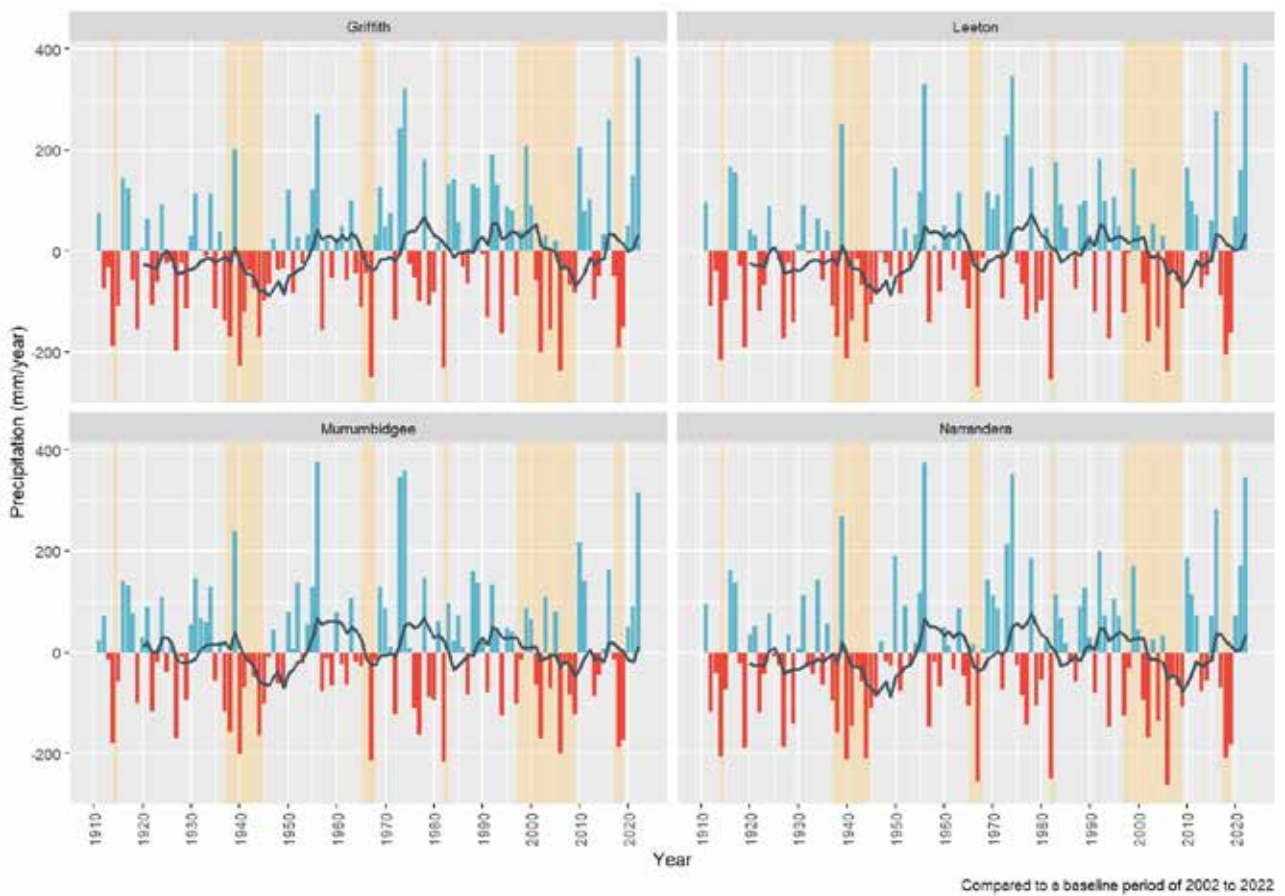 Griffith
Leeton
400
200
0
-200
Murrumbidgee
Narrandera
400
200
0
-200
Precipitation (mm/year)
1910 1920 1930 1940 1950 1960 1970 1980 1990 2000 2010 2020
1910 1920 1930 1940 1950 1960 1970 1980 1990 2000 2010 2020
Year
Compared to a baseline period of 2002 to 2022